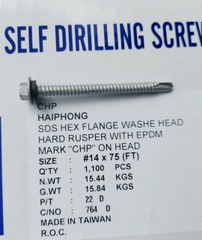 SELF DIRILLING SCREW
CHP
HAIPHONG
SDS HEX FLANGE WASHE HEAD
HARD RUSPER WITH EPDM
MARK "CHP" ON HEAD
SIZE : #14 x 75 (FT)
Q'TY : 1,100 PCS
N.WT : 15.44 KGS
G.WT : 15.84 KGS
P/T : 22 D
C/NO : 764 D
MADE IN TAIWAN
R.O.C.